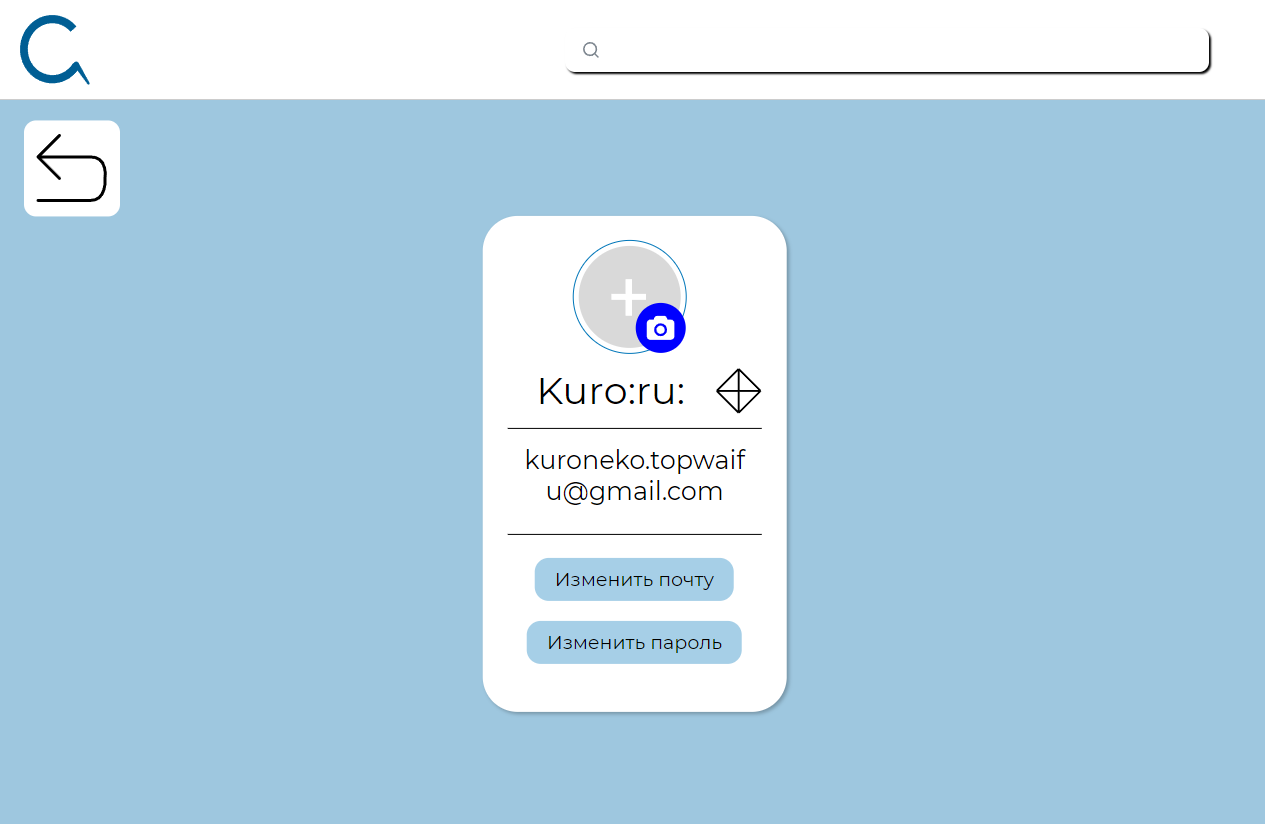 Kuro:ru:
kuroneko.topwaif
u@gmail.com
Изменить почту
Изменить пароль